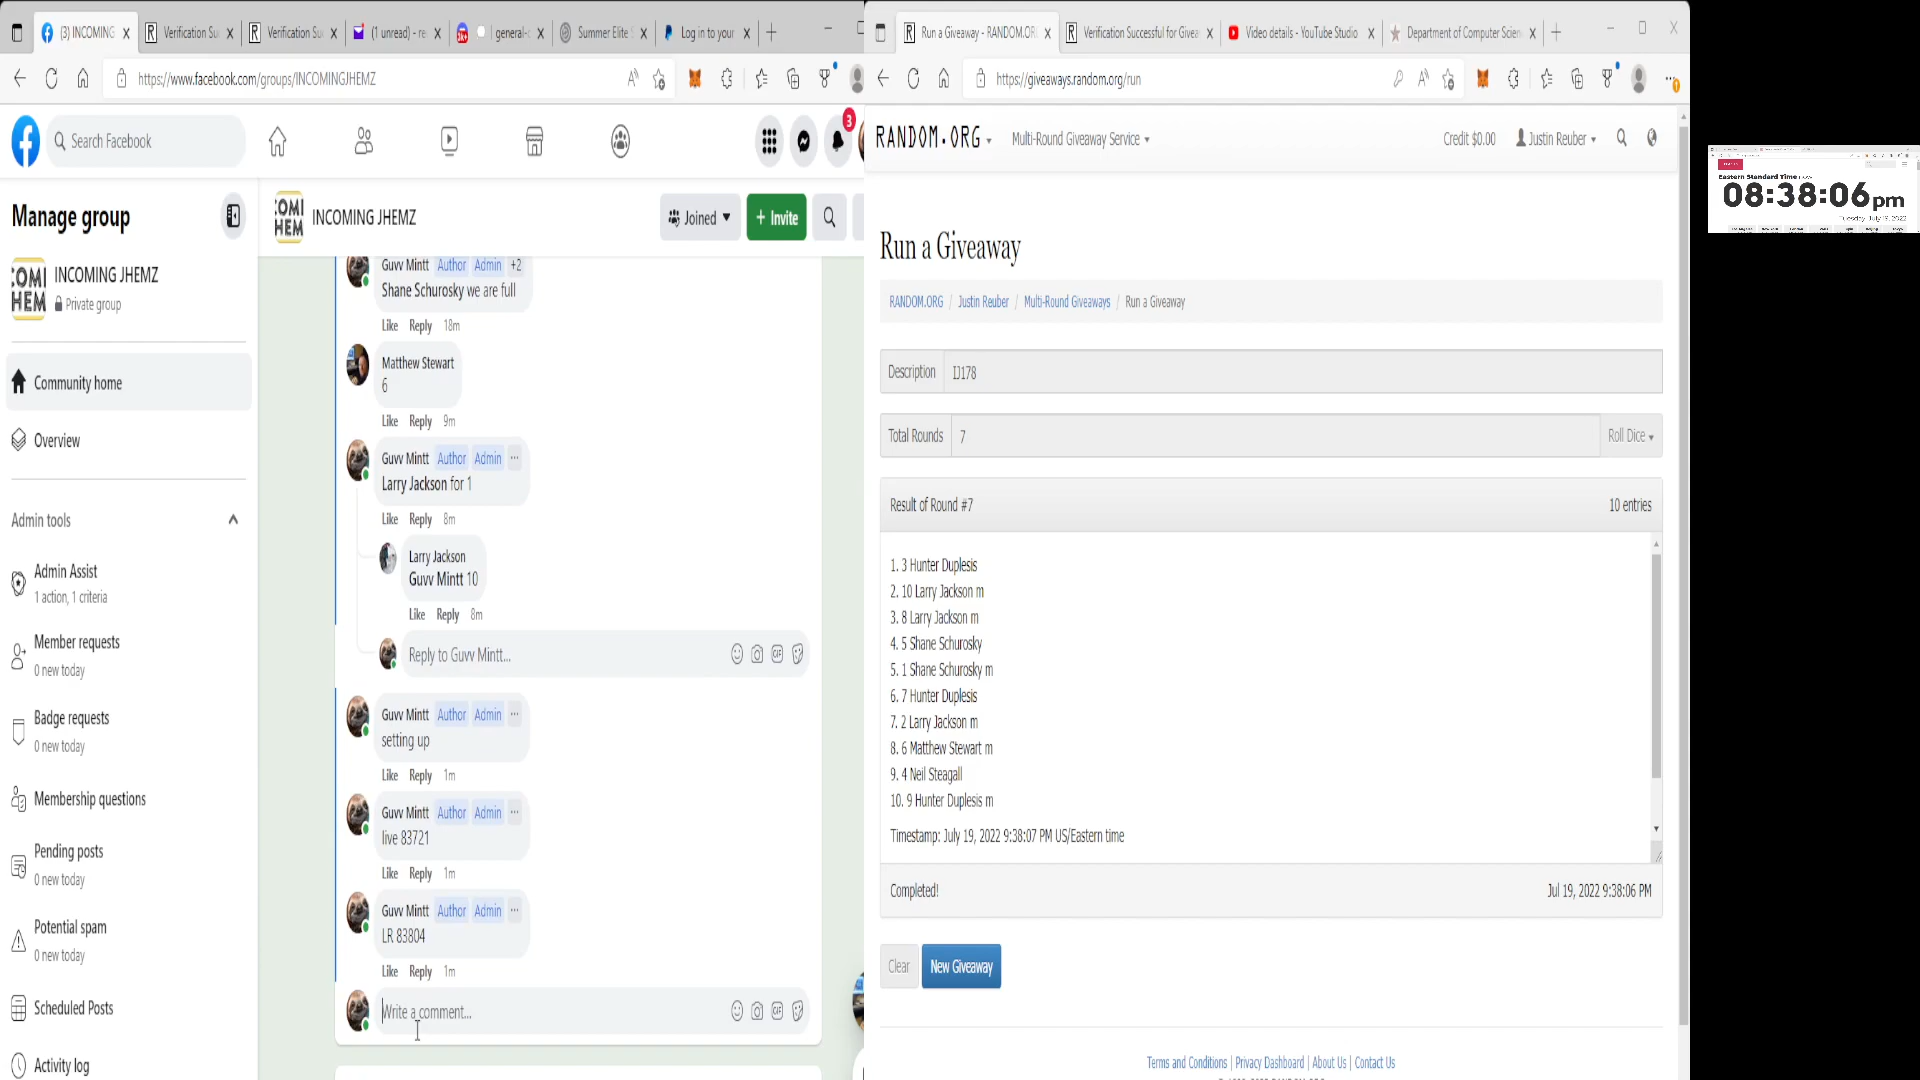 (3) INCOMING
Verification Su
Verification Su
(1 unread) - re
general-c
Summer Elite S
Log in to your
https://www.facebook.com/groups/INCOMINGJHEMZ
Search Facebook
3
Manage group
INCOMING JHEMZ
Private group
Community home
Overview
Admin tools
Admin Assist
1 action, 1 criteria
Member requests
0 new today
Badge requests
0 new today
Membership questions
Pending posts
0 new today
Potential spam
0 new today
Scheduled Posts
Activity log
INCOMING JHEMZ
Joined
+ Invite
Guvv Mintt Author Admin +2
Shane Schurosky we are full
Like Reply 18m
Matthew Stewart
6
Like Reply 9m
Guvv Mintt Author Admin ...
Larry Jackson for 1
Like Reply 8m
Larry Jackson
Guvv Mintt 10
Like Reply 8m
Reply to Guvv Mintt...
Guvv Mintt Author Admin ...
setting up
Like Reply 1m
Guvv Mintt Author Admin ...
live 83721
Like Reply 1m
Guvv Mintt Author Admin ...
LR 83804
Like Reply 1m
Write a comment...
Run a Giveaway - RANDOM.OR
Verification Successful for Givea
Video details - YouTube Studio
Department of Computer Scien
https://giveaways.random.org/run
RANDOM.ORG
Multi-Round Giveaway Service
Credit $0.00
Justin Reuber
Run a Giveaway
RANDOM.ORG / Justin Reuber / Multi-Round Giveaways / Run a Giveaway
Description IJ178
Total Rounds 7 Roll Dice
Result of Round #7 10 entries
1. 3 Hunter Duplesis
2. 10 Larry Jackson m
3. 8 Larry Jackson m
4. 5 Shane Schurosky
5. 1 Shane Schurosky m
6. 7 Hunter Duplesis
7. 2 Larry Jackson m
8. 6 Matthew Stewart m
9. 4 Neil Steagall
10. 9 Hunter Duplesis m
Timestamp: July 19, 2022 9:38:07 PM US/Eastern time
Completed! Jul 19, 2022 9:38:06 PM
Clear
New Giveaway
Terms and Conditions | Privacy Dashboard | About Us | Contact Us
Eastern Standard Time
08:38:06pm
Tuesday, July 19, 2022